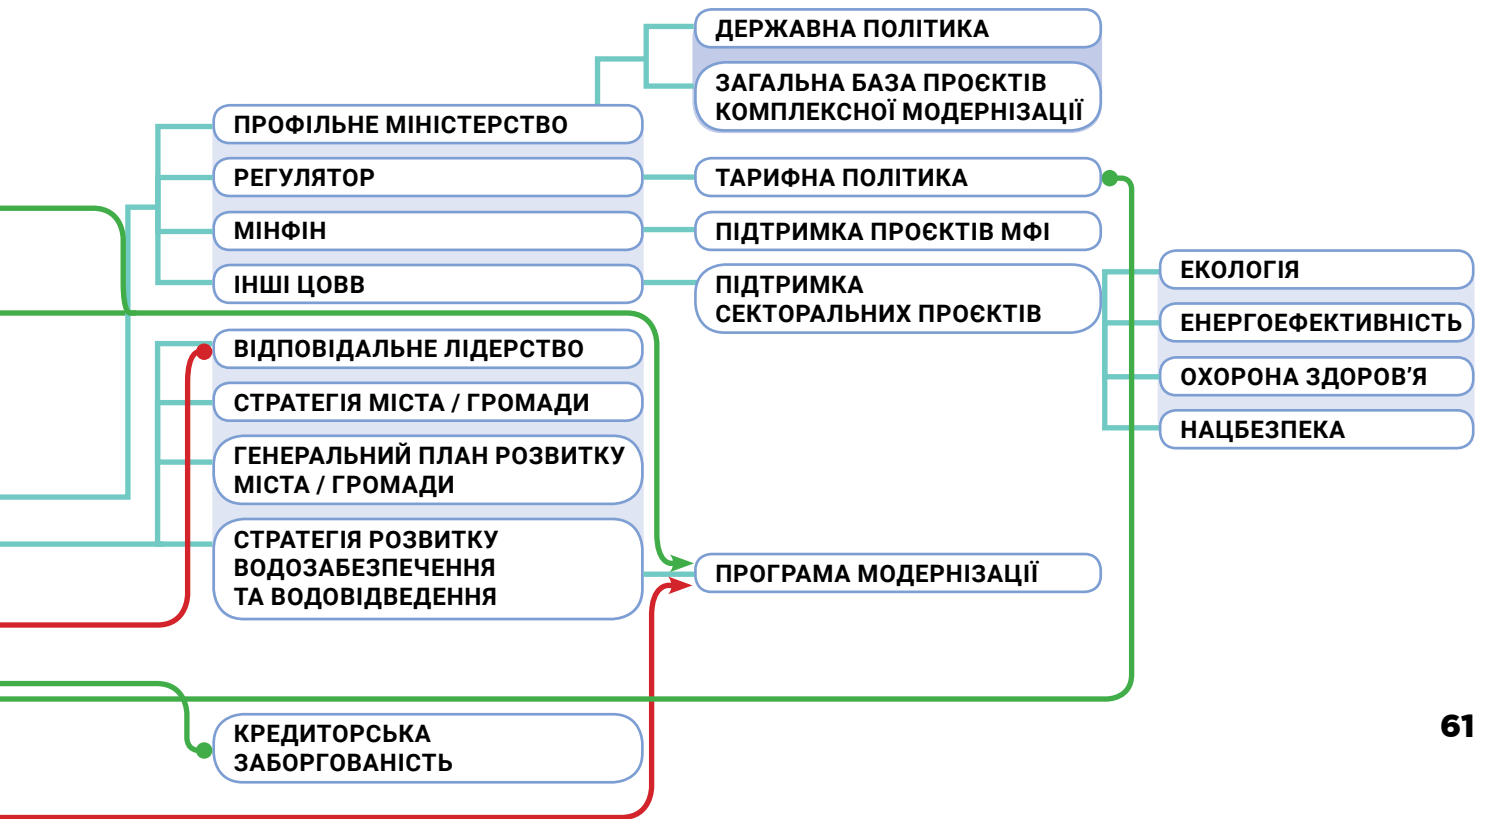 ДЕРЖАВНА ПОЛІТИКА
ЗАГАЛЬНА БАЗА ПРОЄКТІВ
КОМПЛЕКСНОЇ МОДЕРНІЗАЦІЇ
ПРОФІЛЬНЕ МІНІСТЕРСТВО
РЕГУЛЯТОР
ТАРИФНА ПОЛІТИКА
МІНФІН
ПІДТРИМКА ПРОЄКТІВ МФІ
ІНШІ ЦОВВ
ПІДТРИМКА
СЕКТОРАЛЬНИХ ПРОЄКТІВ
ЕКОЛОГІЯ
ЕНЕРГОЕФЕКТИВНІСТЬ
ОХОРОНА ЗДОРОВ’Я
НАЦБЕЗПЕКА
ВІДПОВІДАЛЬНЕ ЛІДЕРСТВО
СТРАТЕГІЯ МІСТА / ГРОМАДИ
ГЕНЕРАЛЬНИЙ ПЛАН РОЗВИТКУ
МІСТА / ГРОМАДИ
СТРАТЕГІЯ РОЗВИТКУ
ВОДОЗАБЕЗПЕЧЕННЯ
ТА ВОДОВІДВЕДЕННЯ
ПРОГРАМА МОДЕРНІЗАЦІЇ
КРЕДИТОРСЬКА
ЗАБОРГОВАНІСТЬ
61